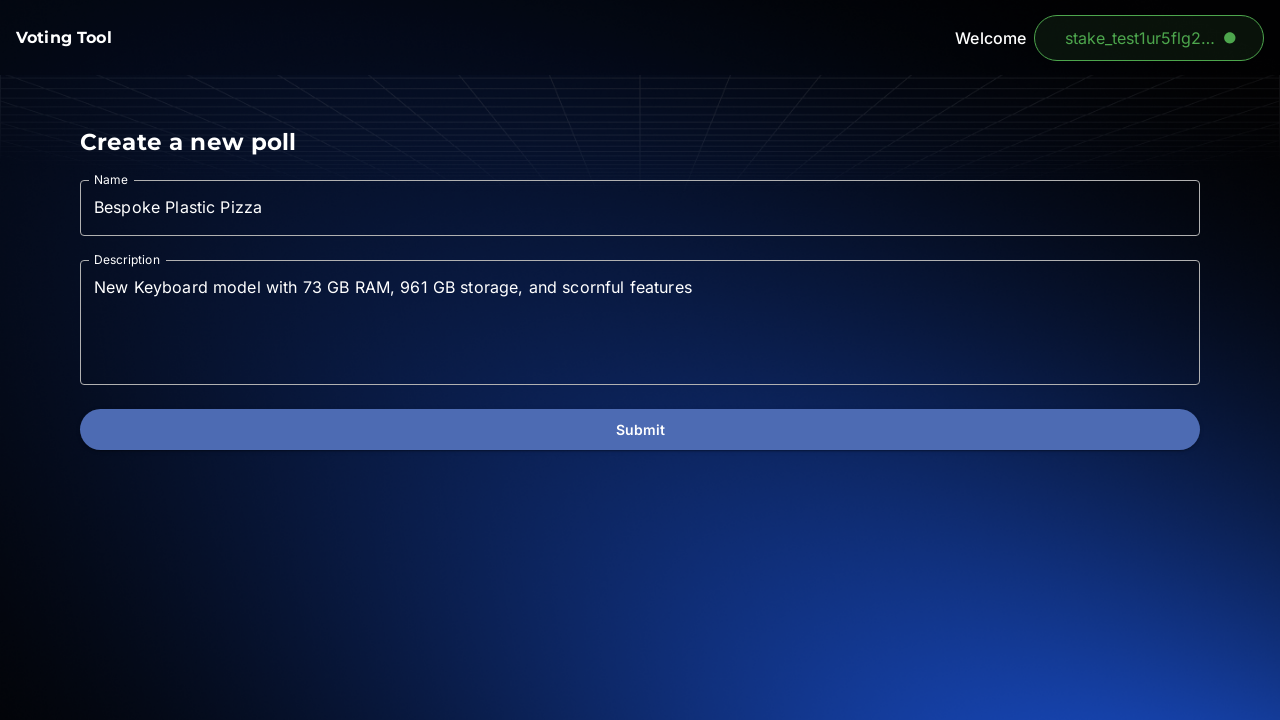 Voting Tool
Welcome
stake_test1ur5flg2...
Create a new poll
Name
Bespoke Plastic Pizza
Description
New Keyboard model with 73 GB RAM, 961 GB storage, and scornful features
Submit